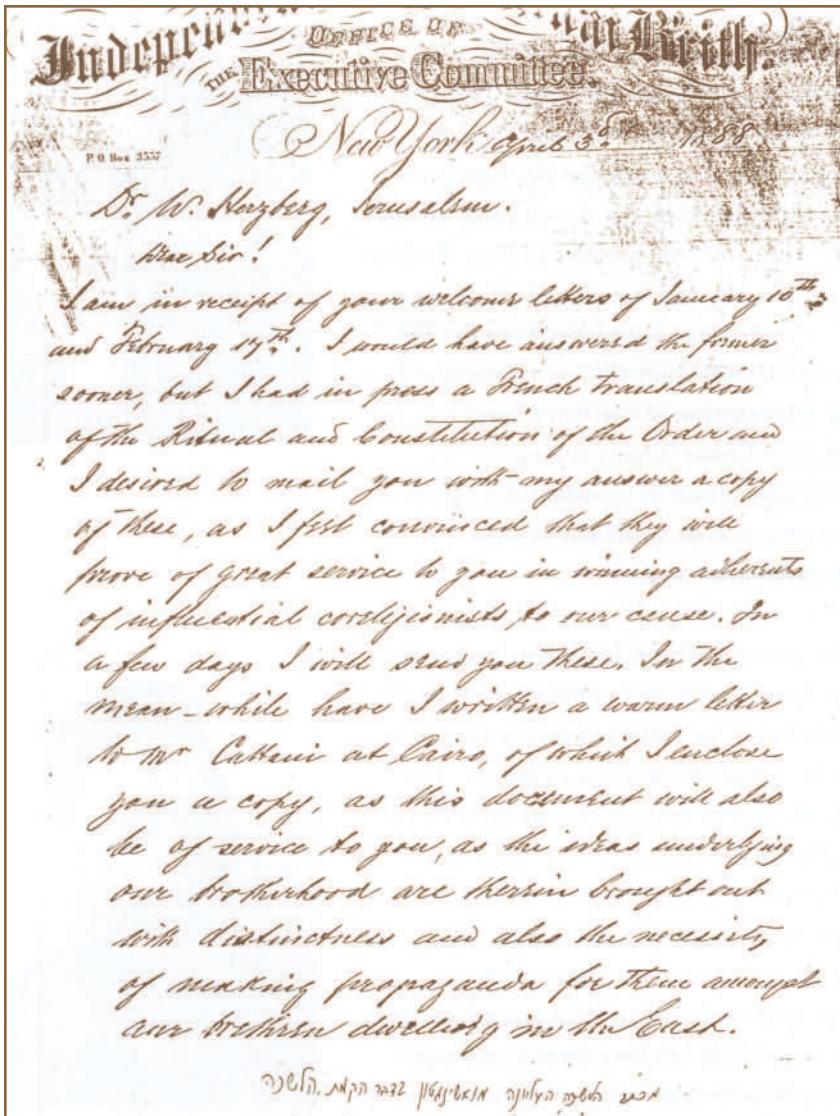 OFFICE OF
THE Executive Committee.
P. O. Box 3557
New York April 3d 1888
Dr. W. Herzberg, Jerusalem.
Dear Sir!
I am in receipt of your welcome letters of January 10th
and February 17th. I would have answered the former
sooner, but I had in press a French translation
of the Ritual and Constitution of the Order and
I desired to mail you with my answer a copy
of these, as I feel convinced that they will
prove of great service to you in winning adherents
of influential coreligionists to our cause. In
a few days I will send you these. In the
mean-while have I written a warm letter
to Mr Cattaui at Cairo, of which I enclose
you a copy, as this document will also
be of service to you, as the ideas underlying
our brotherhood are therein brought out
with distinctness and also the necessity
of making propaganda for them amongst
our brethren dwelling in the East.
מכתב הלשכה העליונה מוושינגטון בדבר הקמת הלשכה